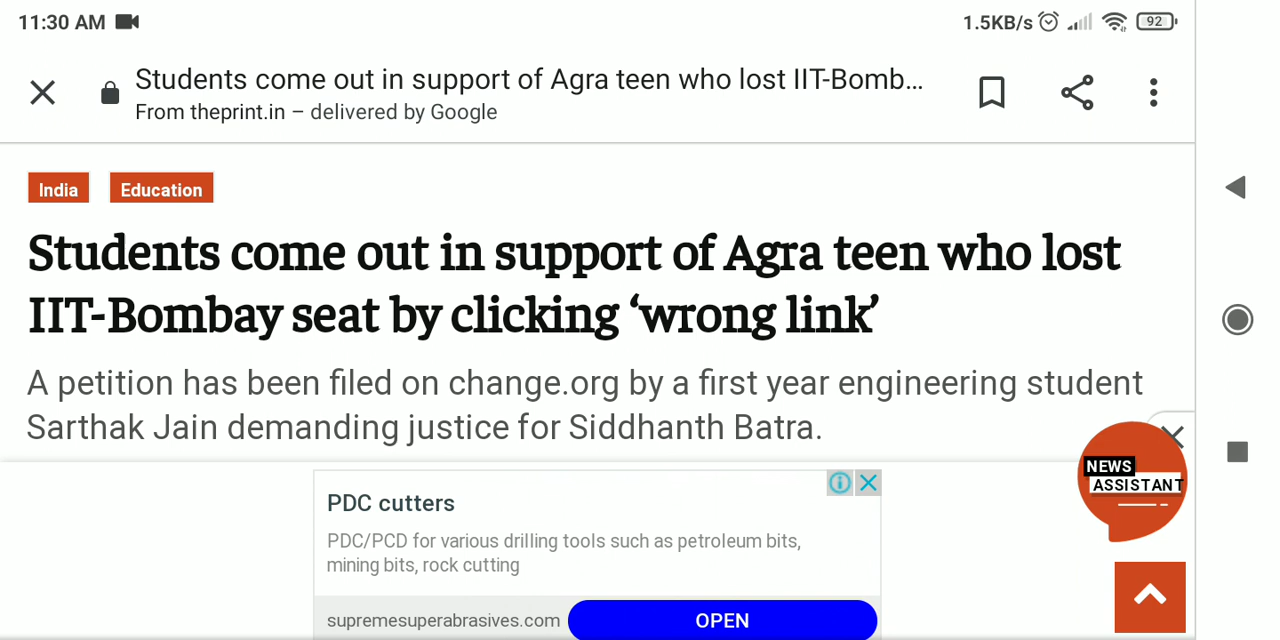 11:30 AM
1.5KB/s
92
Students come out in support of Agra teen who lost IIT-Bomb...
From theprint.in – delivered by Google
India Education
Students come out in support of Agra teen who lost
IIT-Bombay seat by clicking ‘wrong link’
A petition has been filed on change.org by a first year engineering student
Sarthak Jain demanding justice for Siddhanth Batra.
NEWS
ASSISTANT
PDC cutters
PDC/PCD for various drilling tools such as petroleum bits,
mining bits, rock cutting
supremesuperabrasives.com
OPEN